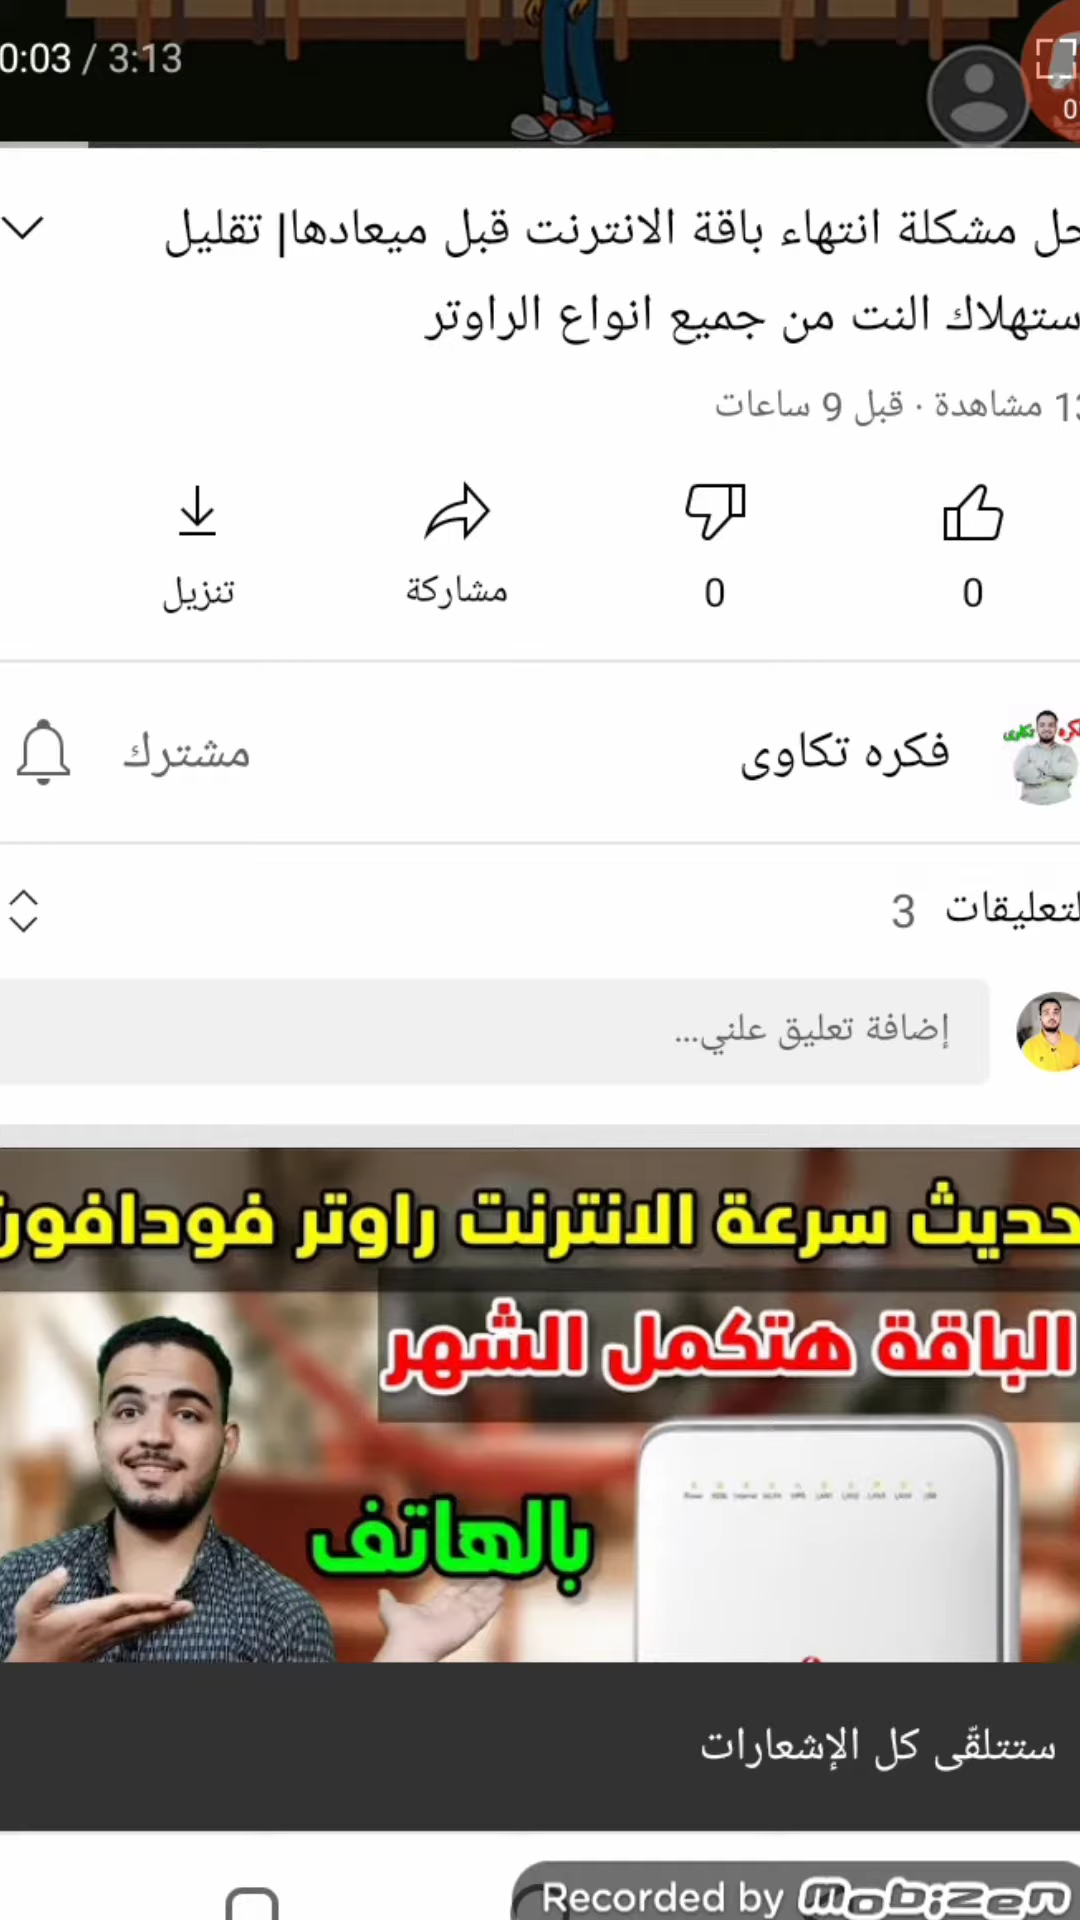 0:03 / 3:13
حل مشكلة انتهاء باقة الانترنت قبل ميعادها| تقليل
ستهلاك النت من جميع انواع الراوتر
مشاهدة · قبل 9 ساعات
0
0
مشاركة
تنزيل
فكره تكاوى
مشترك
لتعليقات 3
إضافة تعليق علني...
حديث سرعة الانترنت راوتر فودافون
الباقة هتكمل الشهر
بالهاتف
ستتلقّى كل الإشعارات
Recorded by Mobizen